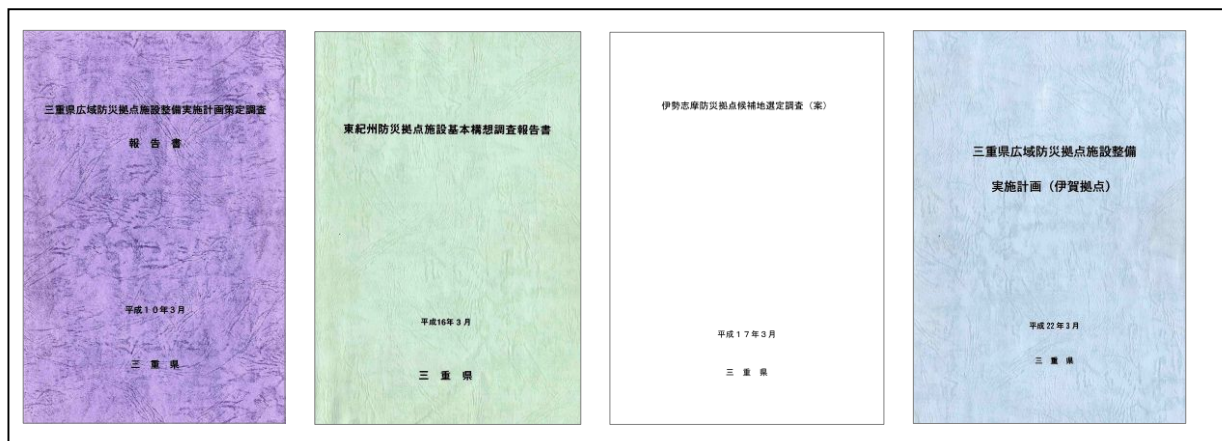 三重県広域防災拠点施設整備実施計画策定調査
報 告 書
平成１０年３月
三 重 県
東紀州防災拠点施設基本構想調査報告書
平成16年３月
三 重 県
伊勢志摩防災拠点候補地選定調査（案）
平成１７年３月
三 重 県
三重県広域防災拠点施設整備
実施計画（伊賀拠点）
平成 22 年３月
三 重 県